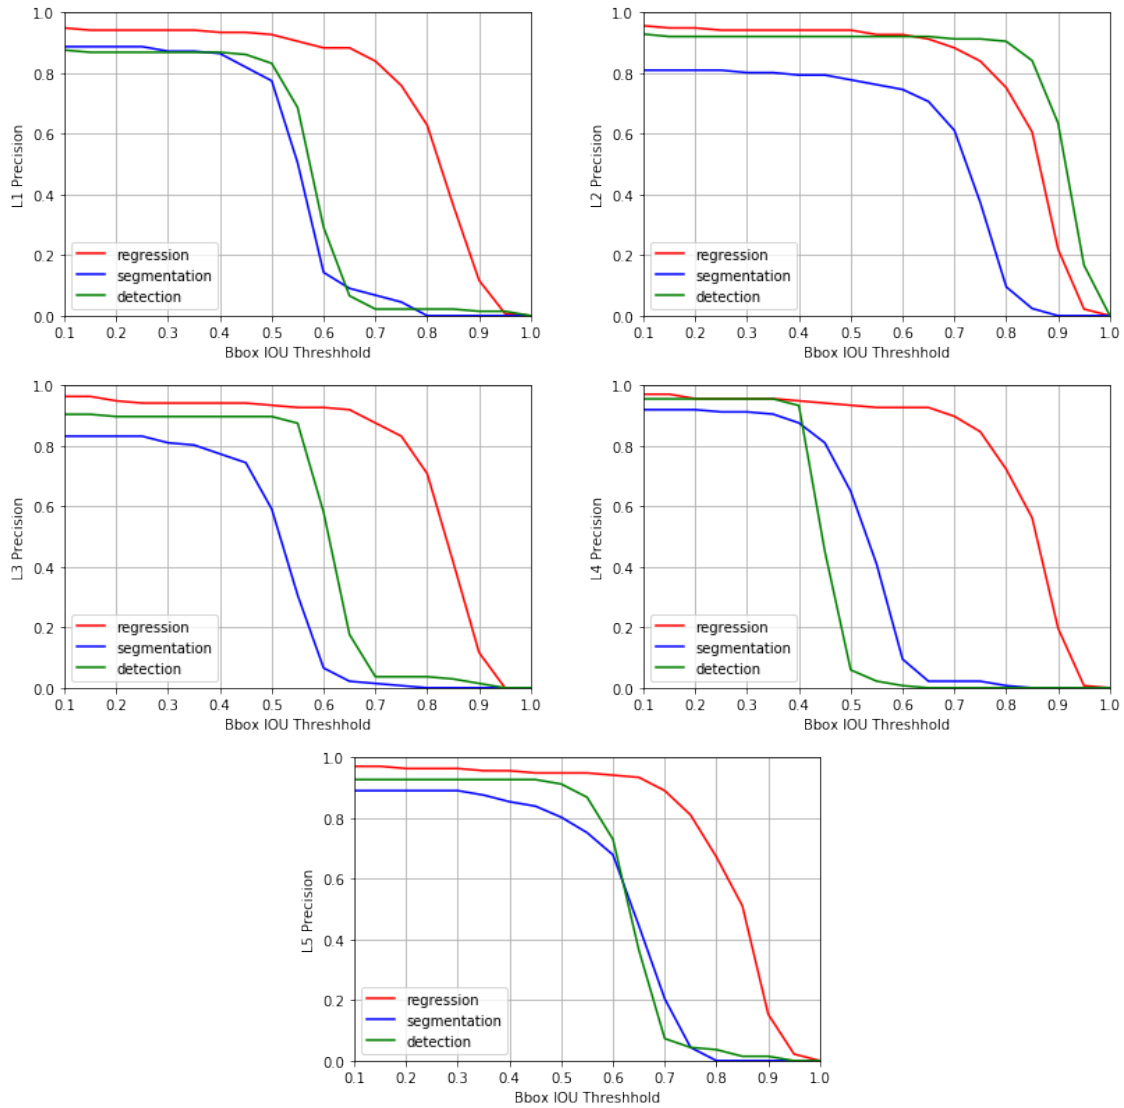 1.0
0.8
0.6
0.4
0.2
0.0
L1 Precision
regression
segmentation
detection
0.1 0.2 0.3 0.4 0.5 0.6 0.7 0.8 0.9 1.0
Bbox IOU Threshhold
1.0
0.8
0.6
0.4
0.2
0.0
L2 Precision
regression
segmentation
detection
0.1 0.2 0.3 0.4 0.5 0.6 0.7 0.8 0.9 1.0
Bbox IOU Threshhold
1.0
0.8
0.6
0.4
0.2
0.0
L3 Precision
regression
segmentation
detection
0.1 0.2 0.3 0.4 0.5 0.6 0.7 0.8 0.9 1.0
Bbox IOU Threshhold
1.0
0.8
0.6
0.4
0.2
0.0
L4 Precision
regression
segmentation
detection
0.1 0.2 0.3 0.4 0.5 0.6 0.7 0.8 0.9 1.0
Bbox IOU Threshhold
1.0
0.8
0.6
0.4
0.2
0.0
L5 Precision
regression
segmentation
detection
0.1 0.2 0.3 0.4 0.5 0.6 0.7 0.8 0.9 1.0
Bbox IOU Threshhold